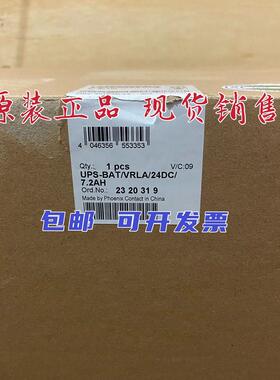 原装正品 现货销售
4 046356 553353
Qty.: 1 pcs V/C:09
UPS-BAT/VRLA/24DC/
7.2AH
Ord.No.: 23 20 31 9
Made by Phoenix Contact in China
包邮 可开发票